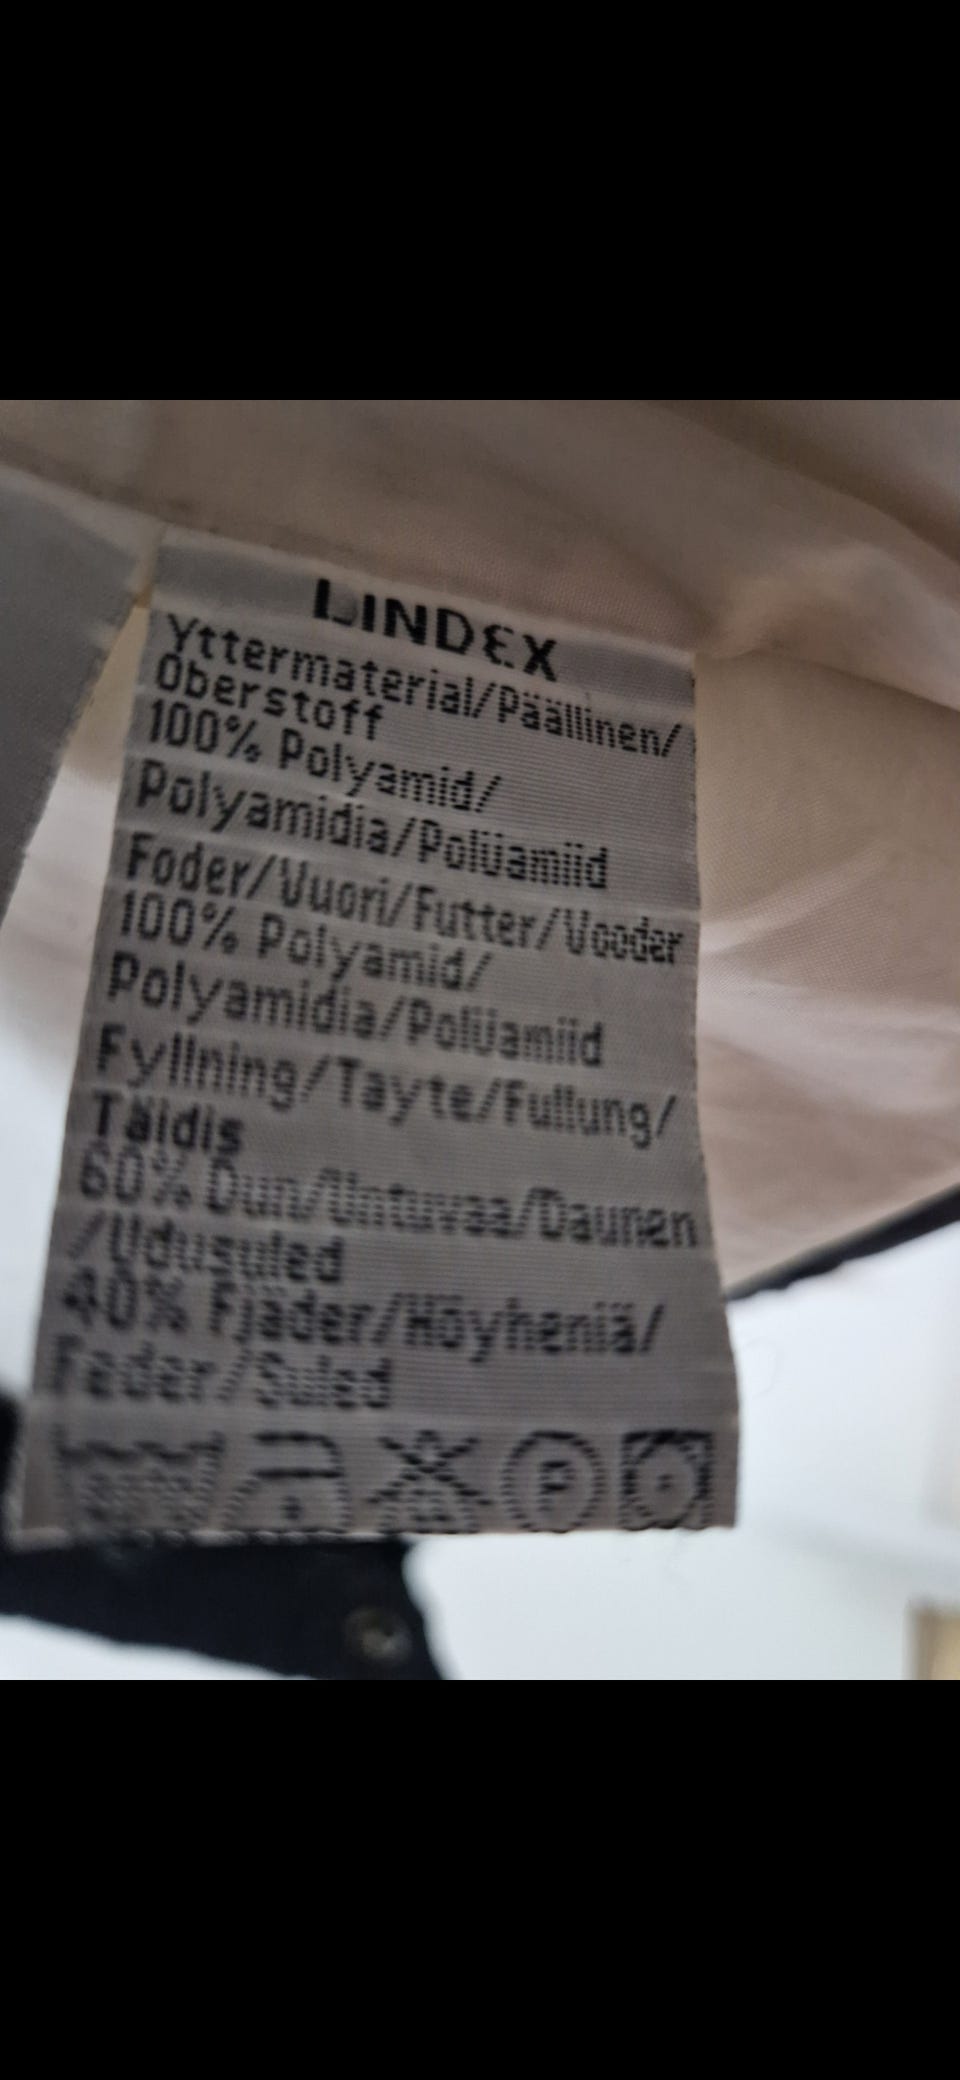 LINDEX
Yttermaterial/Päällinen/
Oberstoff
100% Polyamid/
Polyamidia/Polüamiid
Foder/Vuori/Futter/Vooder
100% Polyamid/
Polyamidia/Polüamiid
Fyllning/Tayte/Fullung/
Täidis
60% Dun/Untuvaa/Daunen
/Udusuled
40% Fjäder/Höyheniä/
Feder/Suled
P